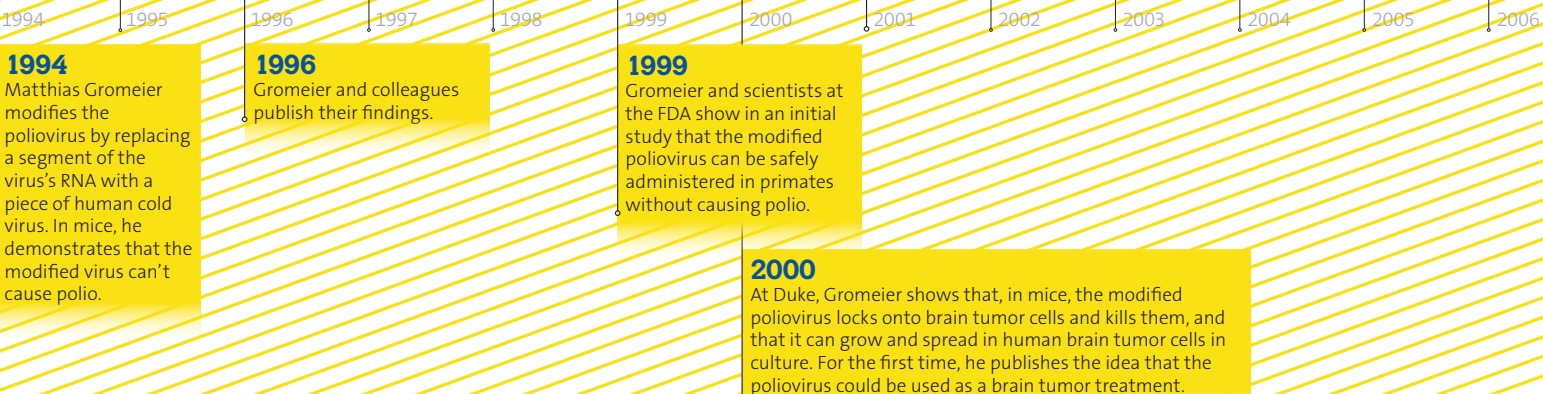 1994 1995 1996 1997 1998 1999 2000 2001 2002 2003 2004 2005 2006
1994
Matthias Gromeier
modifies the
poliovirus by replacing
a segment of the
virus’s RNA with a
piece of human cold
virus. In mice, he
demonstrates that the
modified virus can’t
cause polio.
1996
Gromeier and colleagues
publish their findings.
1999
Gromeier and scientists at
the FDA show in an initial
study that the modified
poliovirus can be safely
administered in primates
without causing polio.
2000
At Duke, Gromeier shows that, in mice, the modified
poliovirus locks onto brain tumor cells and kills them, and
that it can grow and spread in human brain tumor cells in
culture. For the first time, he publishes the idea that the
poliovirus could be used as a brain tumor treatment.